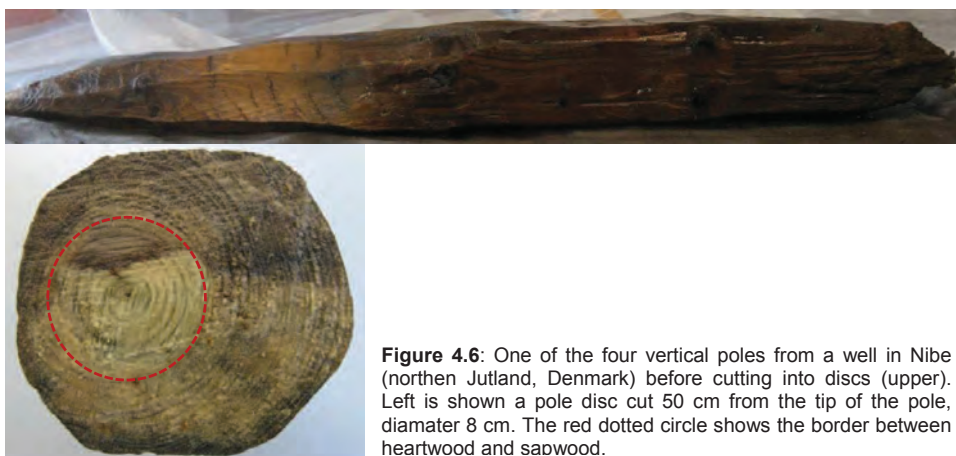 Figure 4.6: One of the four vertical poles from a well in Nibe
(northen Jutland, Denmark) before cutting into discs (upper).
Left is shown a pole disc cut 50 cm from the tip of the pole,
diamater 8 cm. The red dotted circle shows the border between
heartwood and sapwood.